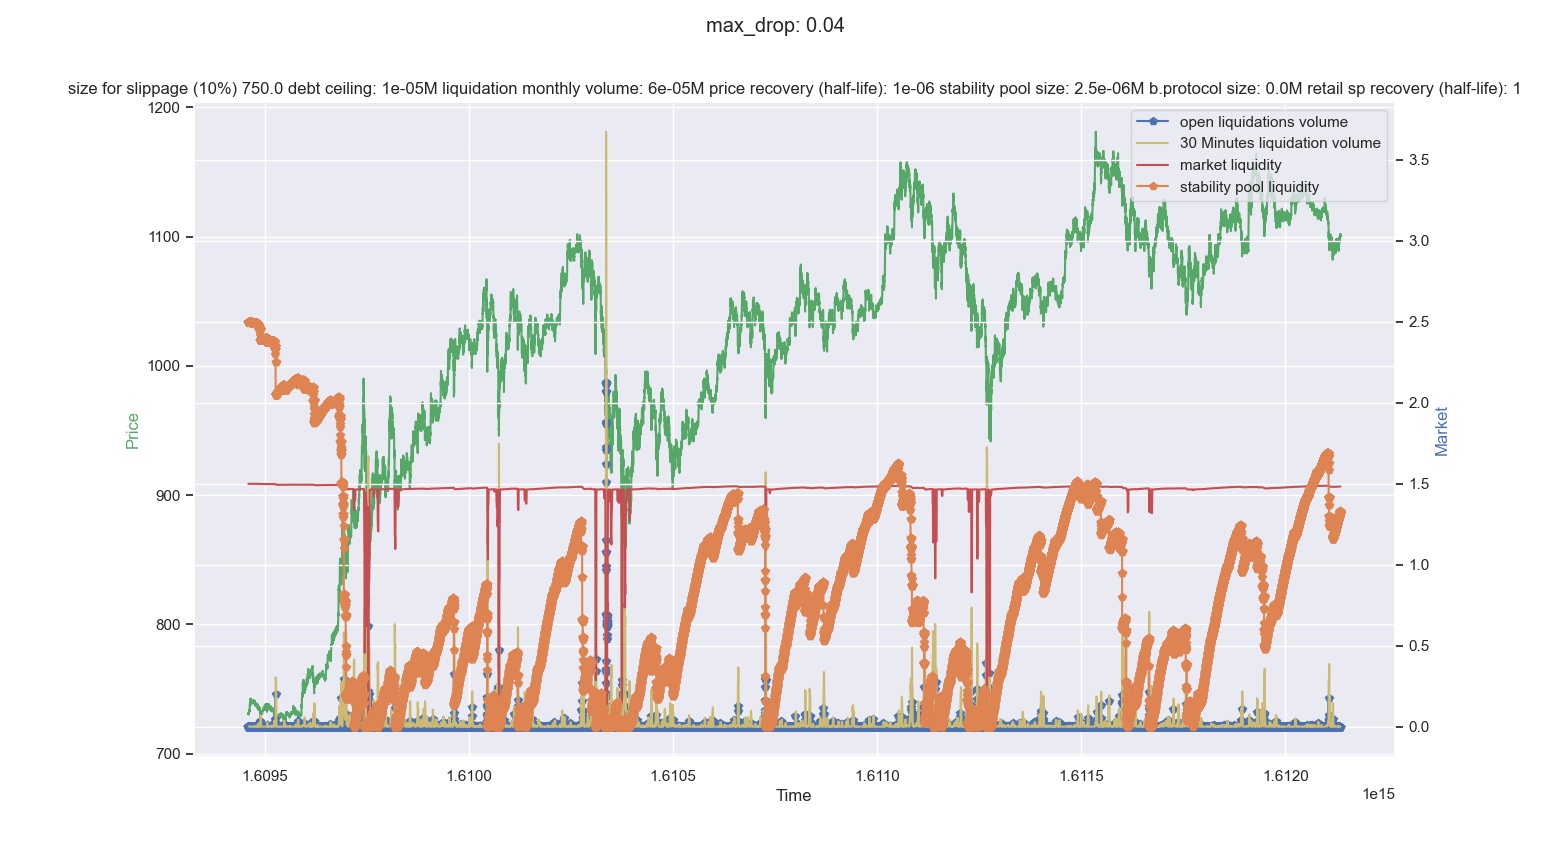 max_drop: 0.04
size for slippage (10%) 750.0 debt ceiling: 1e-05M liquidation monthly volume: 6e-05M price recovery (half-life): 1e-06 stability pool size: 2.5e-06M b.protocol size: 0.0M retail sp recovery (half-life): 1
1200
1100
1000
900
800
700
Price
open liquidations volume
30 Minutes liquidation volume
market liquidity
stability pool liquidity
3.5
3.0
2.5
2.0
1.5
1.0
0.5
0.0
Market
1.6095
1.6100
1.6105
1.6110
1.6115
1.6120
1e15
Time